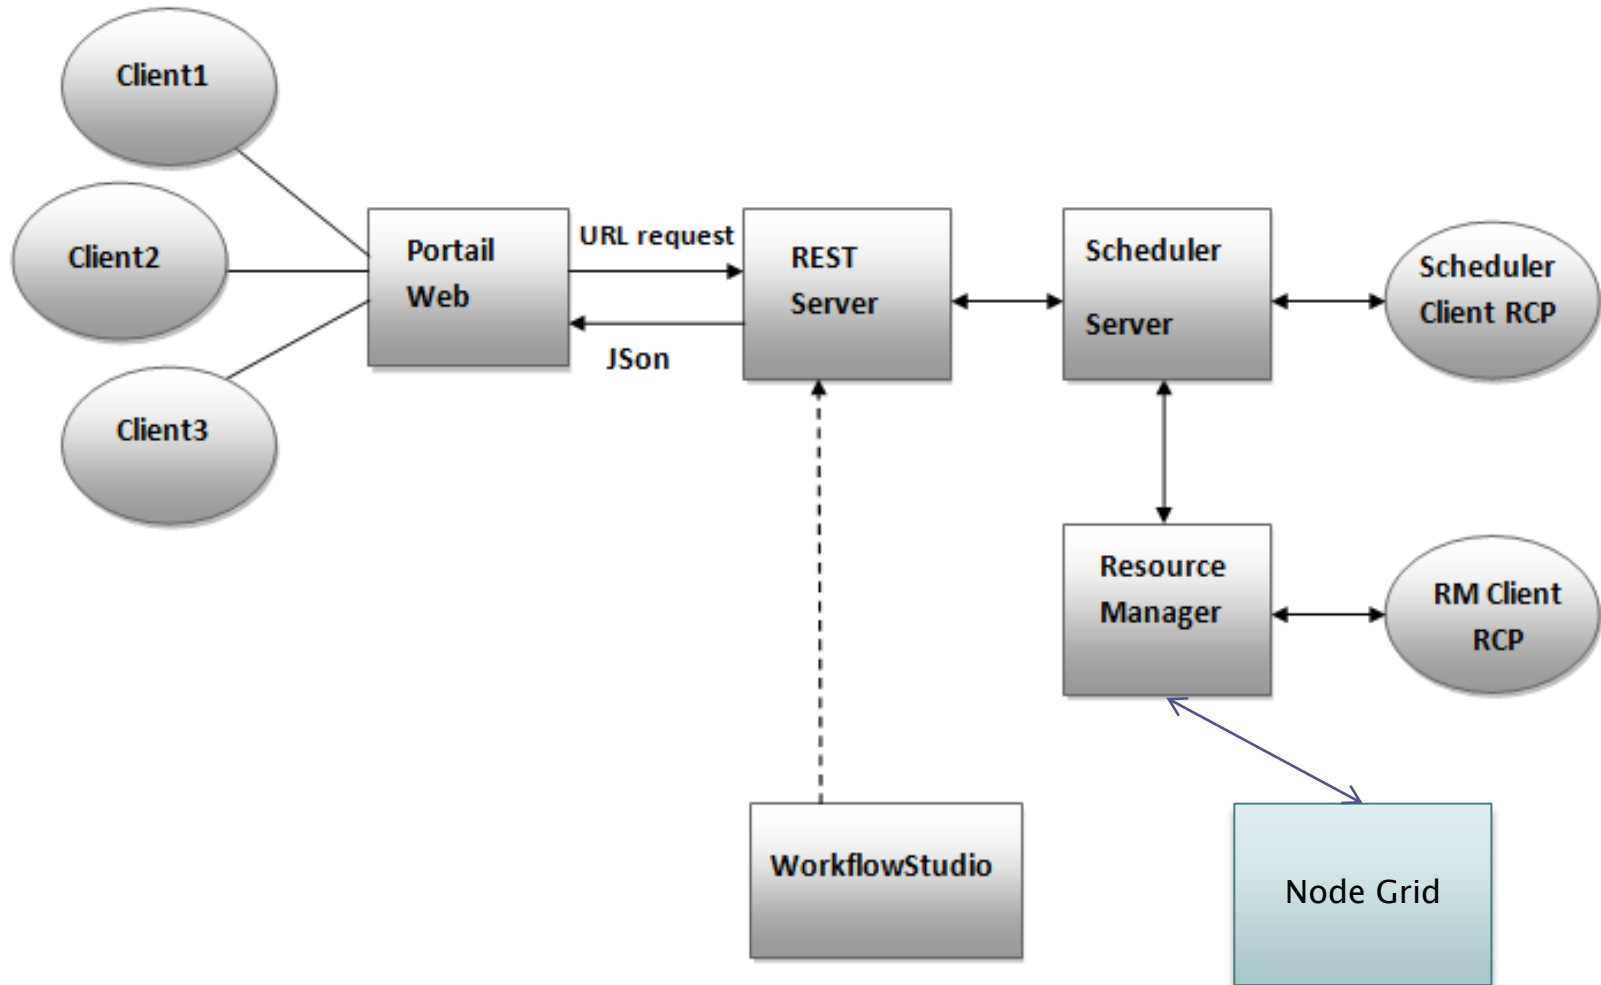 Client1
Client2
Client3
Portail
Web
URL request
JSon
REST
Server
Scheduler
Server
Scheduler
Client RCP
Resource
Manager
RM Client
RCP
WorkflowStudio
Node Grid